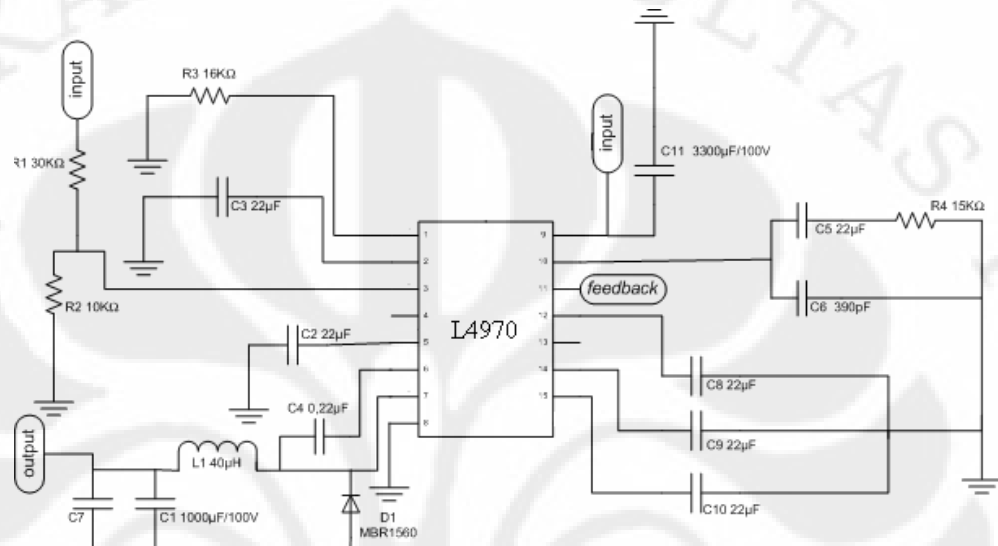 input
R3 16KΩ
R1 30KΩ
C3 22µF
R2 10KΩ
C2 22µF
C4 0,22µF
output
L1 40µH
C7
C1 1000µF/100V
D1
MBR1560
1
2
3
4
5
6
7
8
L4970
9
10
11
12
13
14
15
input
C11 3300µF/100V
feedback
C5 22µF
R4 15KΩ
C6 390pF
C8 22µF
C9 22µF
C10 22µF
LTAS